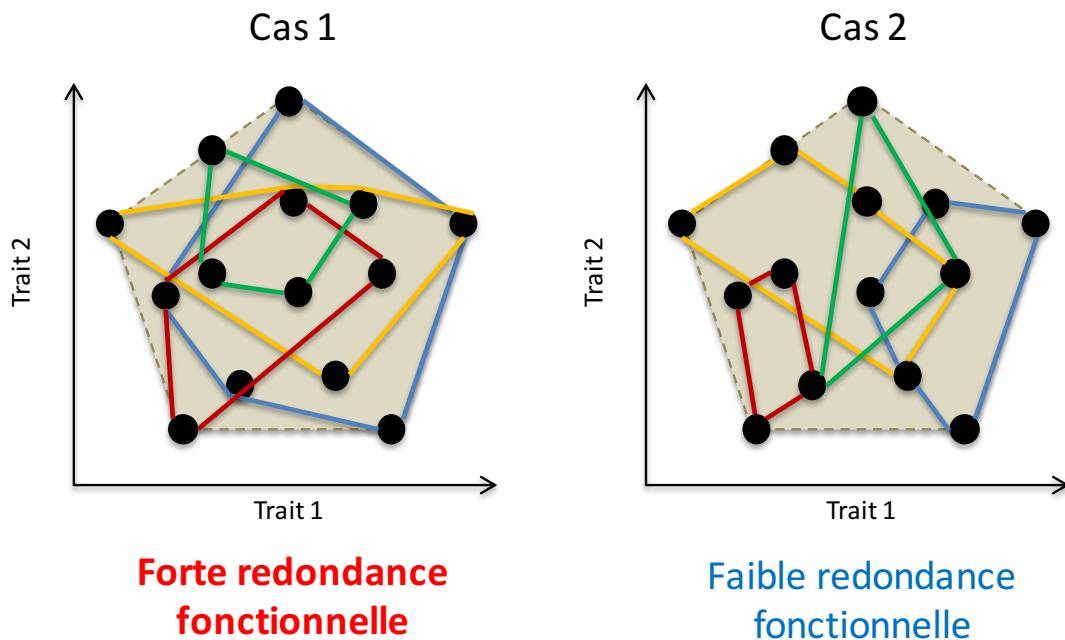 Cas 1
Cas 2
Trait 2
Trait 2
Trait 1
Trait 1
Forte redondance
fonctionnelle
Faible redondance
fonctionnelle